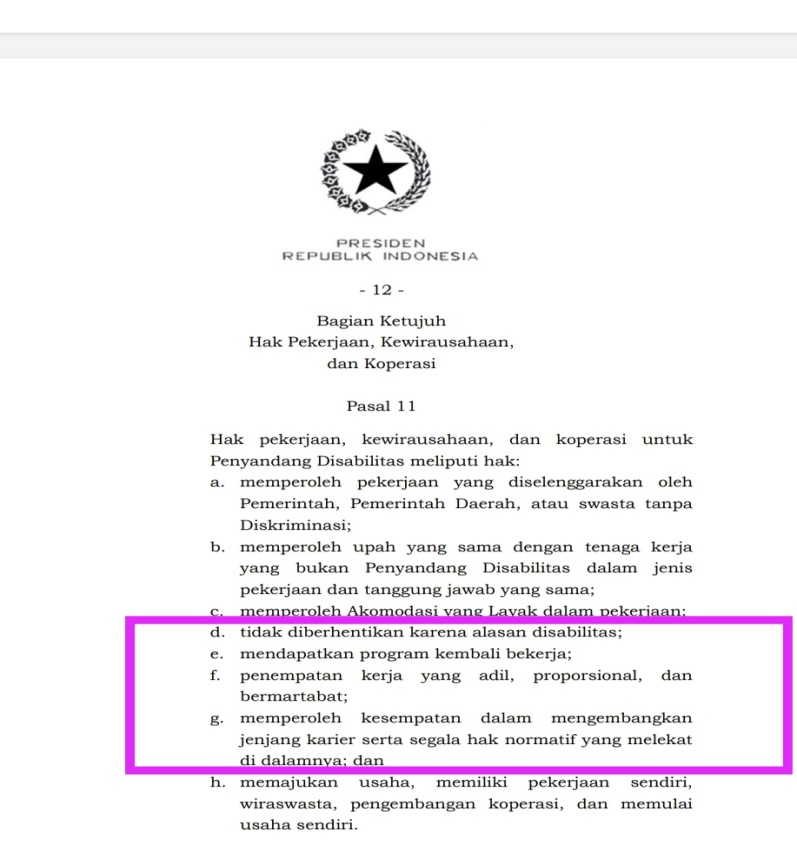 PRESIDEN
REPUBLIK INDONESIA
- 12 -
Bagian Ketujuh
Hak Pekerjaan, Kewirausahaan,
dan Koperasi
Pasal 11
Hak pekerjaan, kewirausahaan, dan koperasi untuk
Penyandang Disabilitas meliputi hak:
a. memperoleh pekerjaan yang diselenggarakan oleh
Pemerintah, Pemerintah Daerah, atau swasta tanpa
Diskriminasi;
b. memperoleh upah yang sama dengan tenaga kerja
yang bukan Penyandang Disabilitas dalam jenis
pekerjaan dan tanggung jawab yang sama;
c. memperoleh Akomodasi yang Layak dalam pekerjaan;
d. tidak diberhentikan karena alasan disabilitas;
e. mendapatkan program kembali bekerja;
f. penempatan kerja yang adil, proporsional, dan
bermartabat;
g. memperoleh kesempatan dalam mengembangkan
jenjang karier serta segala hak normatif yang melekat
di dalamnya; dan
h. memajukan usaha, memiliki pekerjaan sendiri,
wiraswasta, pengembangan koperasi, dan memulai
usaha sendiri.